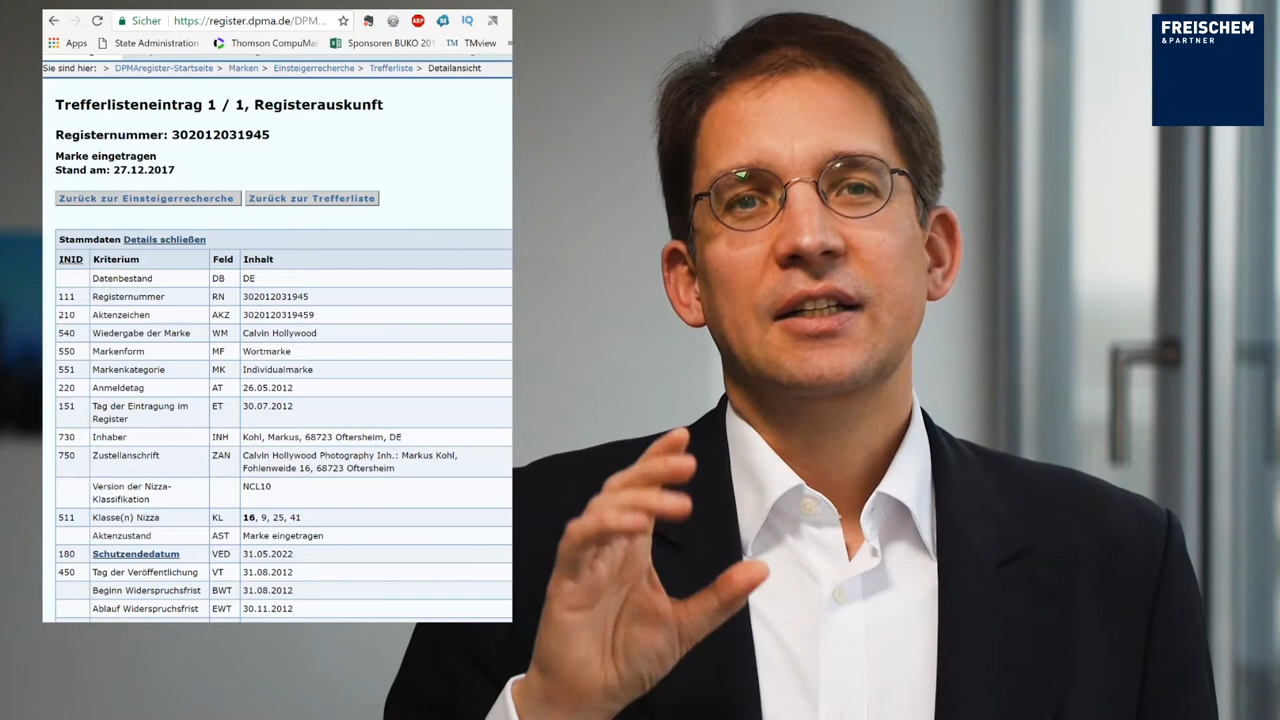 Sicher
https://register.dpma.de/DPM...
ABP
IQ
Apps
State Administration
Thomson CompuMa
Sponsoren BUKO 201
TM TMview
»
Sie sind hier: > DPMAregister-Startseite > Marken > Einsteigerrecherche > Trefferliste > Detailansicht
Trefferlisteneintrag 1 / 1, Registerauskunft
Registernummer: 302012031945
Marke eingetragen
Stand am: 27.12.2017
Zurück zur Einsteigerrecherche Zurück zur Trefferliste
Stammdaten Details schließen
INID Kriterium Feld Inhalt
Datenbestand DB DE
111 Registernummer RN 302012031945
210 Aktenzeichen AKZ 3020120319459
540 Wiedergabe der Marke WM Calvin Hollywood
550 Markenform MF Wortmarke
551 Markenkategorie MK Individualmarke
220 Anmeldetag AT 26.05.2012
151 Tag der Eintragung im ET 30.07.2012
Register
730 Inhaber INH Kohl, Markus, 68723 Oftersheim, DE
750 Zustellanschrift ZAN Calvin Hollywood Photography Inh.: Markus Kohl,
Fohlenweide 16, 68723 Oftersheim
Version der Nizza- NCL10
Klassifikation
511 Klasse(n) Nizza KL 16, 9, 25, 41
Aktenzustand AST Marke eingetragen
180 Schutzendedatum VED 31.05.2022
450 Tag der Veröffentlichung VT 31.08.2012
Beginn Widerspruchsfrist BWT 31.08.2012
Ablauf Widerspruchsfrist EWT 30.11.2012
FREISCHEM
& PARTNER